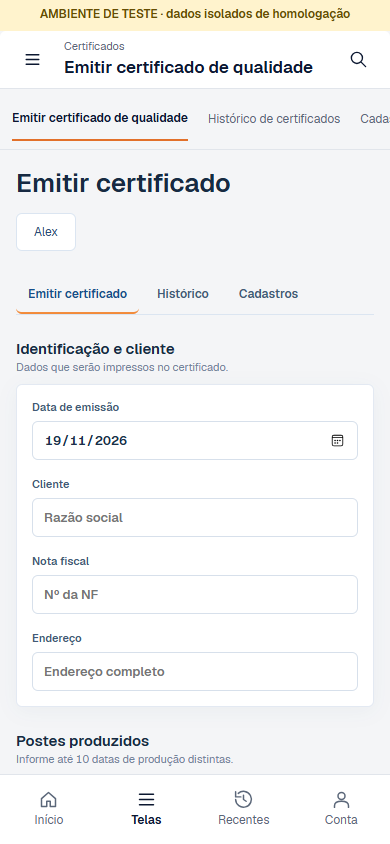 AMBIENTE DE TESTE · dados isolados de homologação
Certificados
Emitir certificado de qualidade
Emitir certificado de qualidade
Histórico de certificados
Cada
Emitir certificado
Alex
Emitir certificado
Histórico
Cadastros
Identificação e cliente
Dados que serão impressos no certificado.
Data de emissão
19/11/2026
Cliente
Razão social
Nota fiscal
Nº da NF
Endereço
Endereço completo
Postes produzidos
Informe até 10 datas de produção distintas.
Início
Telas
Recentes
Conta